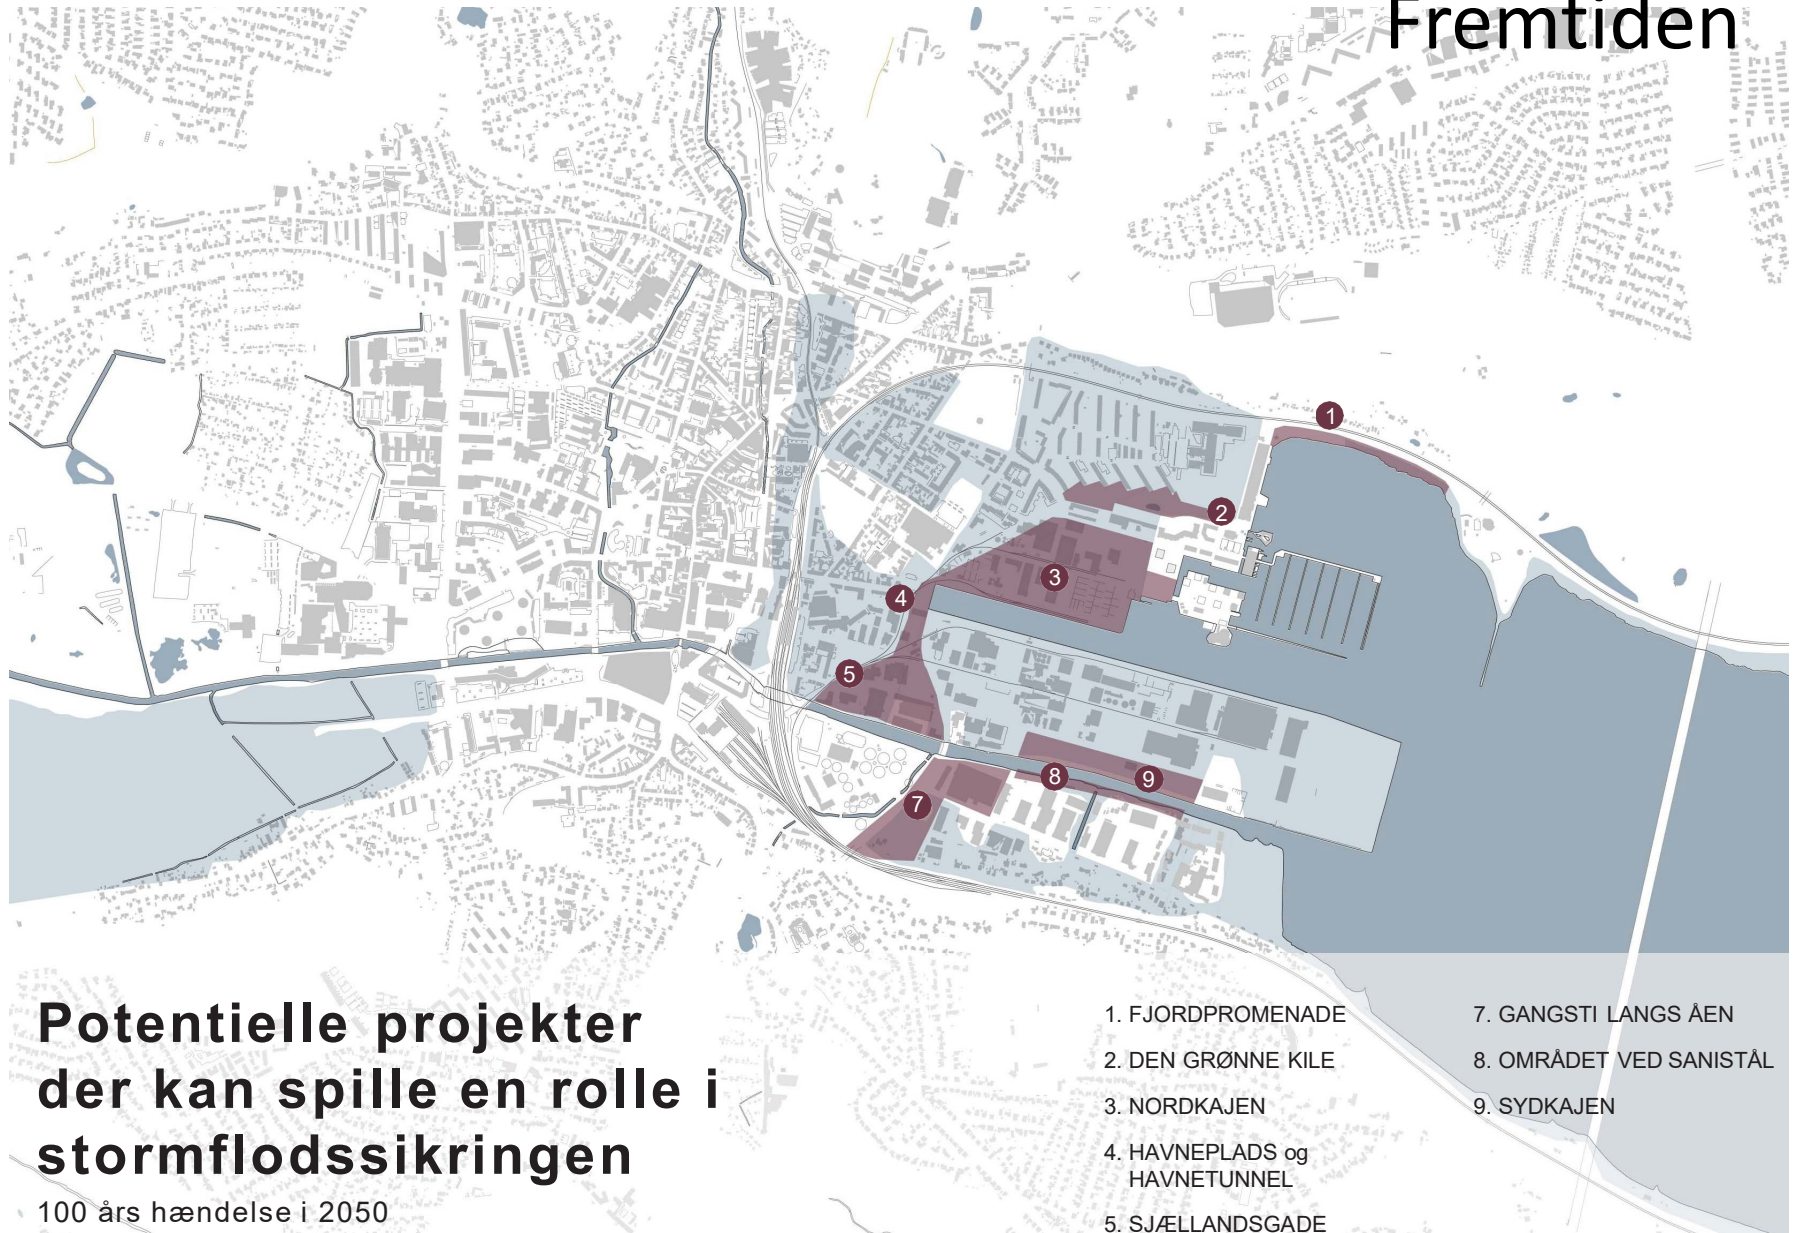 Fremtiden
1
2
3
4
5
8
9
7
Potentielle projekter
der kan spille en rolle i
stormflodssikringen
100 års hændelse i 2050
1. FJORDPROMENADE
2. DEN GRØNNE KILE
3. NORDKAJEN
4. HAVNEPLADS og
HAVNETUNNEL
5. SJÆLLANDSGADE
7. GANGSTI LANGS ÅEN
8. OMRÅDET VED SANISTÅL
9. SYDKAJEN